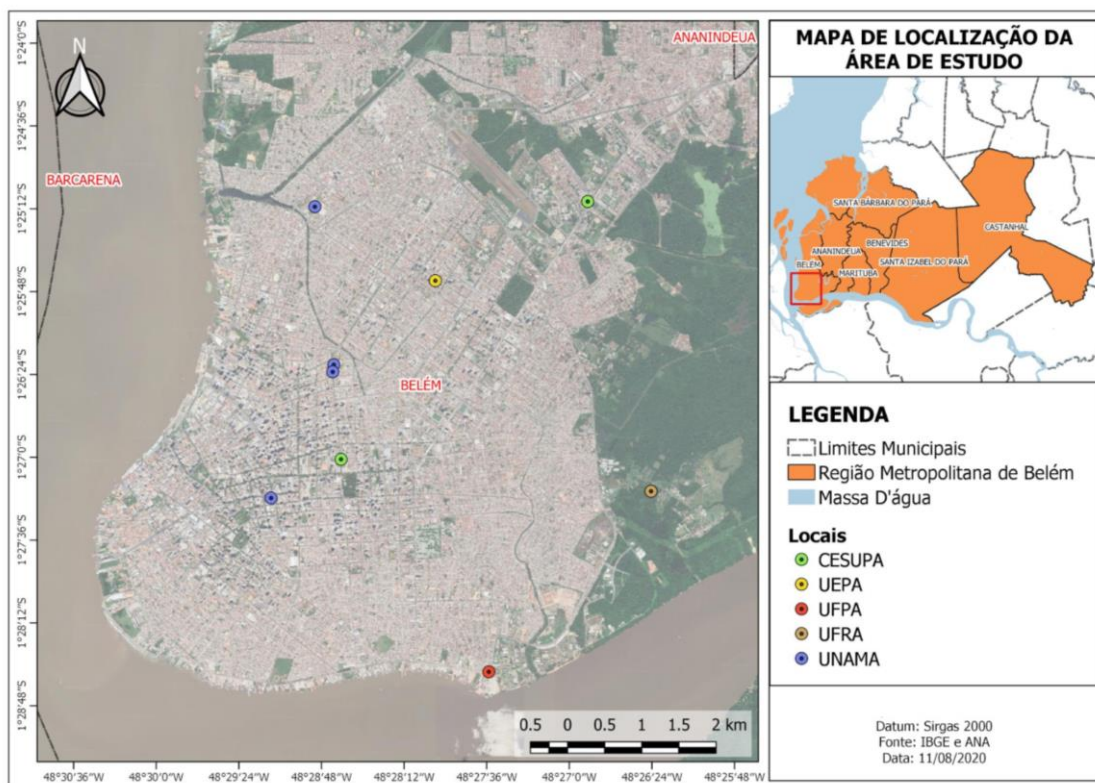 N
ANANINDEUA
BARCARENA
BELÉM
1°24'0"S
1°24'36"S
1°25'12"S
1°25'48"S
1°26'24"S
1°27'0"S
1°27'36"S
1°28'12"S
1°28'48"S
48°30'36"W
48°30'0"W
48°29'24"W
48°28'48"W
48°28'12"W
48°27'36"W
48°27'0"W
48°26'24"W
48°25'48"W
0.5 0 0.5 1 1.5 2 km
MAPA DE LOCALIZAÇÃO DA
ÁREA DE ESTUDO
SANTA BÁRBARA DO PARÁ
CASTANHAL
ANANINDEUA
BENEVIDES
BELÉM
MARITUBA
SANTA IZABEL DO PARÁ
LEGENDA
Limites Municipais
Região Metropolitana de Belém
Massa D'água
Locais
CESUPA
UEPA
UFPA
UFRA
UNAMA
Datum: Sirgas 2000
Fonte: IBGE e ANA
Data: 11/08/2020